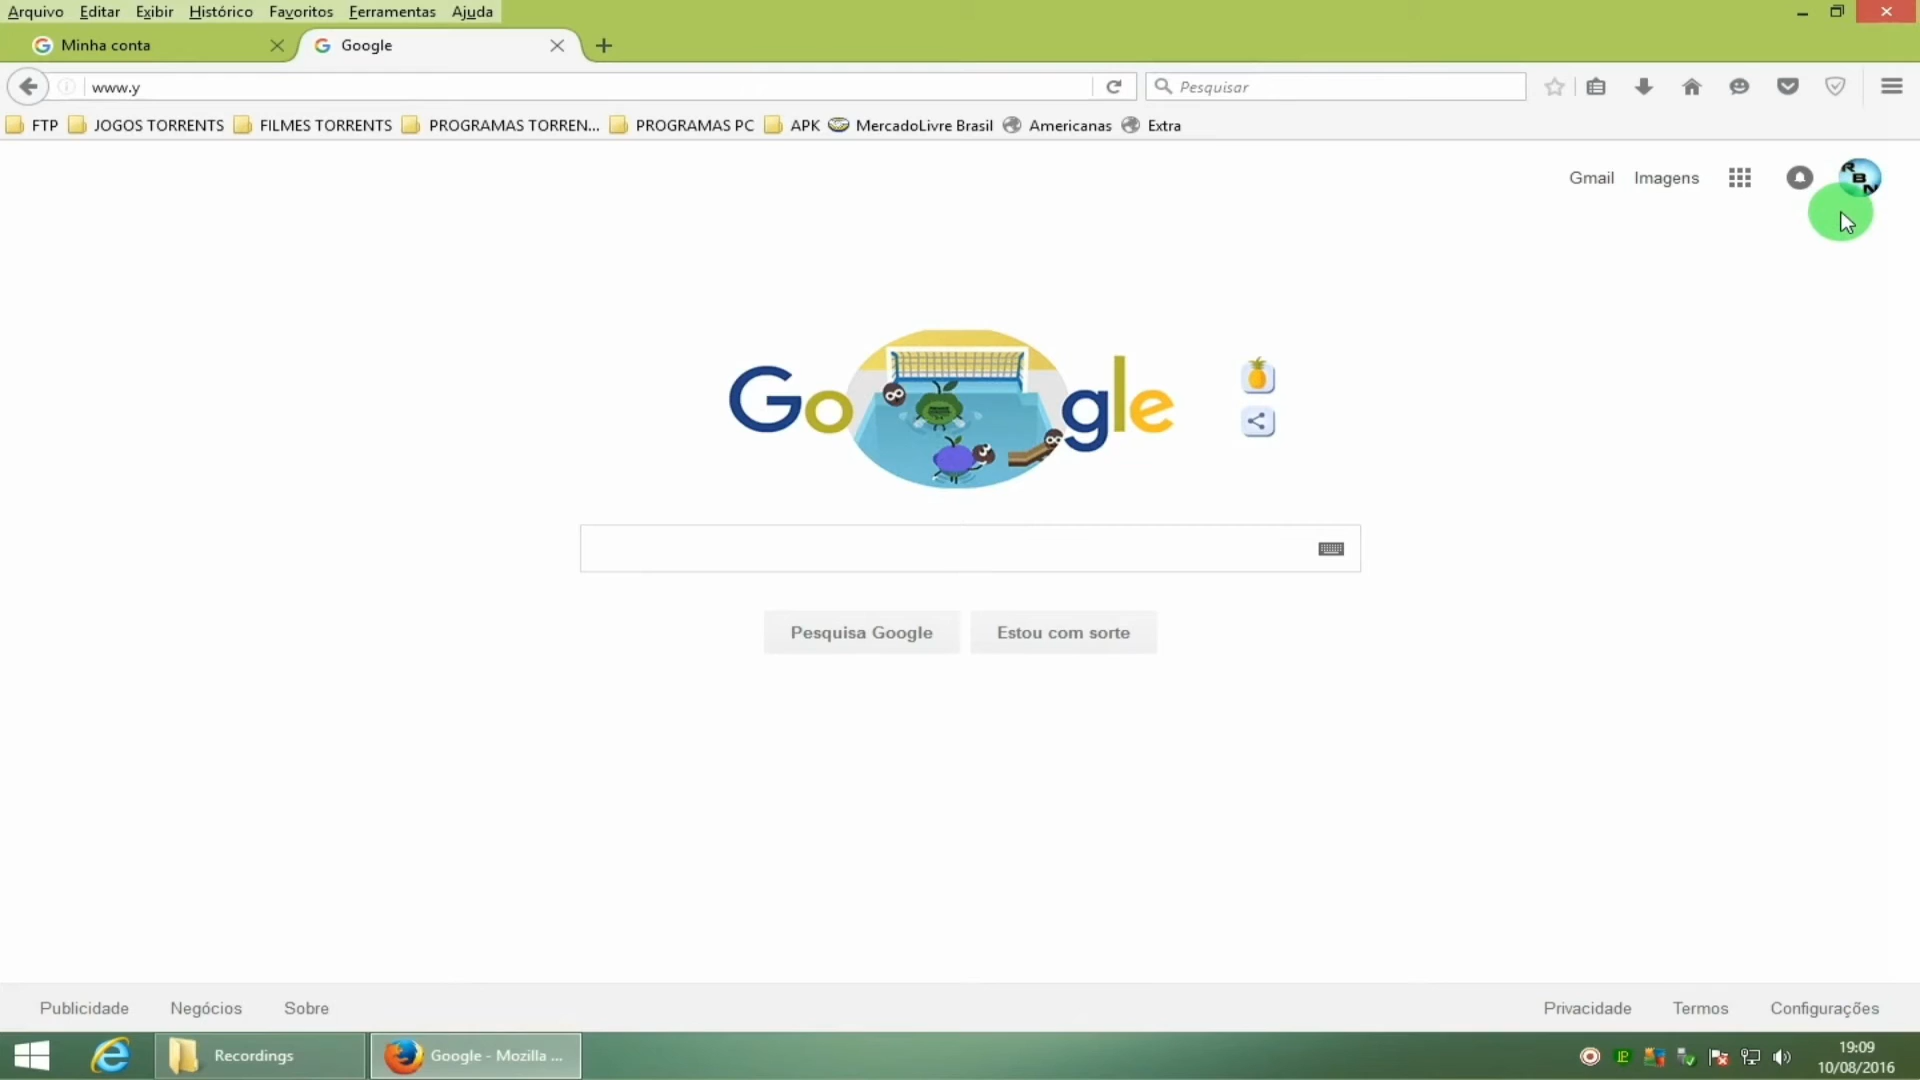 Arquivo Editar Exibir Histórico Favoritos Ferramentas Ajuda
Minha conta
Google
www.y
Pesquisar
FTP JOGOS TORRENTS FILMES TORRENTS PROGRAMAS TORREN... PROGRAMAS PC APK MercadoLivre Brasil Americanas Extra
Gmail Imagens
RBN
Google
Pesquisa Google Estou com sorte
Publicidade Negócios Sobre Privacidade Termos Configurações
Recordings Google - Mozilla ...
19:09
10/08/2016